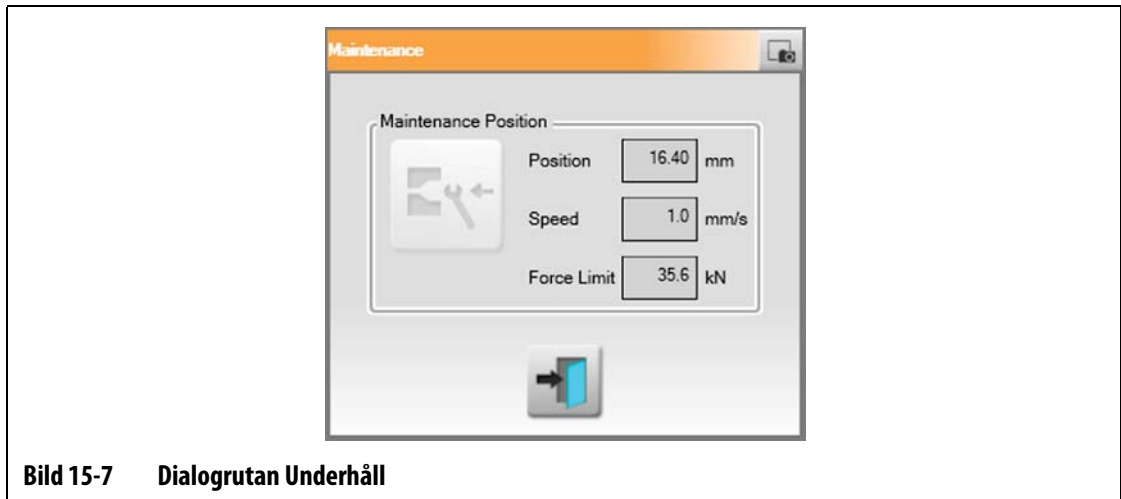 Maintenance
Maintenance Position
Position 16.40 mm
Speed 1.0 mm/s
Force Limit 35.6 kN
Bild 15-7 Dialogrutan Underhåll